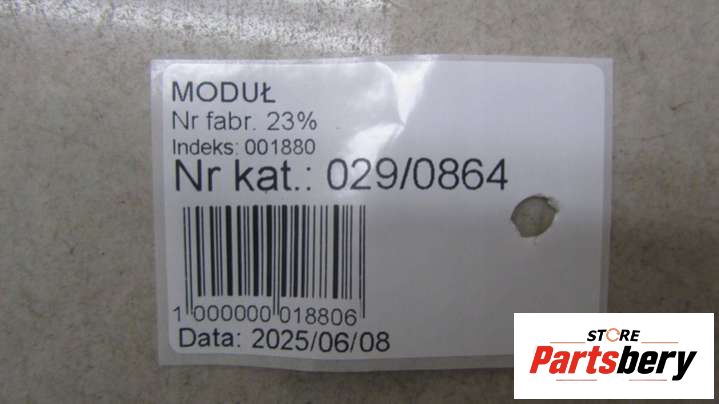 MODUŁ
Nr fabr. 23%
Indeks: 001880
Nr kat.: 029/0864
1 000000 018806
Data: 2025/06/08
STORE
Partsbery